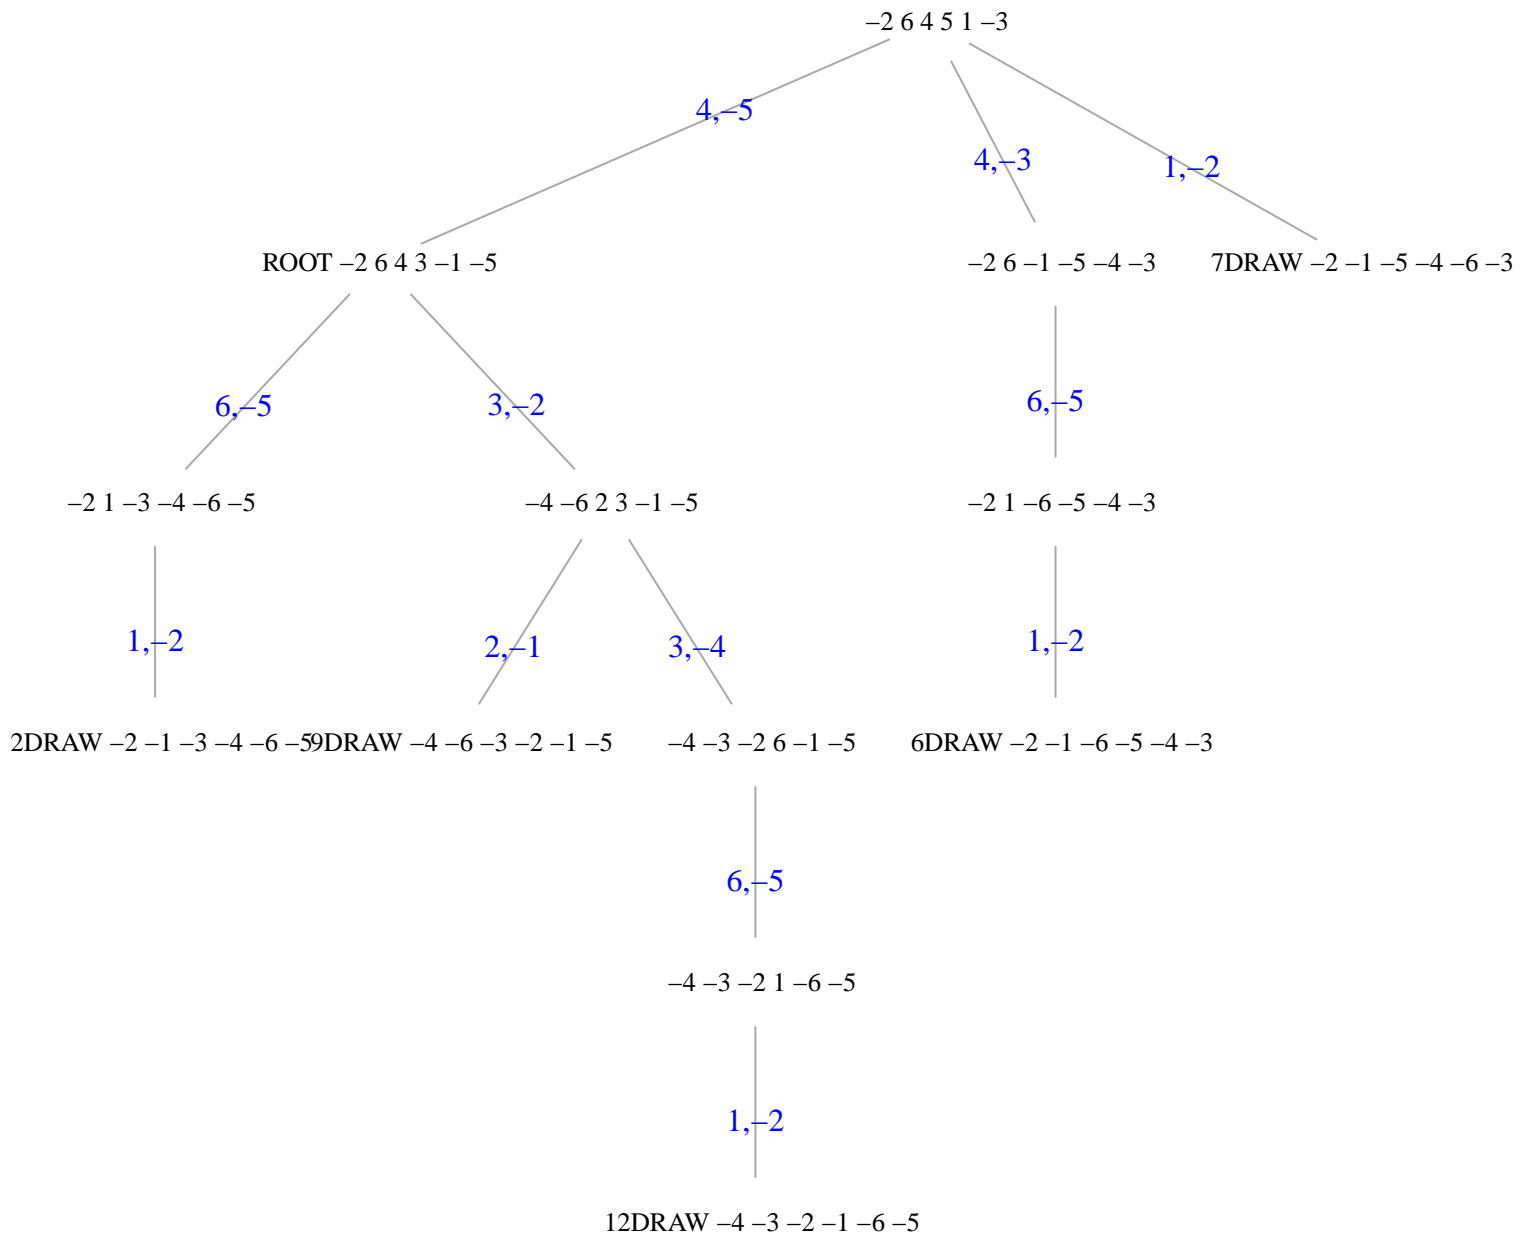 –2 6 4 5 1 –3
4,–5
4,–3
1,–2
ROOT –2 6 4 3 –1 –5
–2 6 –1 –5 –4 –3
7DRAW –2 –1 –5 –4 –6 –3
6,–5
3,–2
6,–5
–2 1 –3 –4 –6 –5
–4 –6 2 3 –1 –5
–2 1 –6 –5 –4 –3
1,–2
2,–1
3,–4
1,–2
2DRAW –2 –1 –3 –4 –6 –5
9DRAW –4 –6 –3 –2 –1 –5
–4 –3 –2 6 –1 –5
6DRAW –2 –1 –6 –5 –4 –3
6,–5
–4 –3 –2 1 –6 –5
1,–2
12DRAW –4 –3 –2 –1 –6 –5